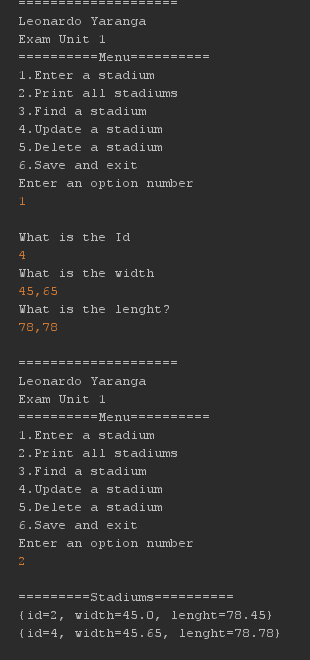 ====================
Leonardo Yaranga
Exam Unit 1
==========Menu==========
1.Enter a stadium
2.Print all stadiums
3.Find a stadium
4.Update a stadium
5.Delete a stadium
6.Save and exit
Enter an option number
1
What is the Id
4
What is the width
45,65
What is the lenght?
78,78
====================
Leonardo Yaranga
Exam Unit 1
==========Menu==========
1.Enter a stadium
2.Print all stadiums
3.Find a stadium
4.Update a stadium
5.Delete a stadium
6.Save and exit
Enter an option number
2
=========Stadiums==========
{id=2, width=45.0, lenght=78.45}
{id=4, width=45.65, lenght=78.78}